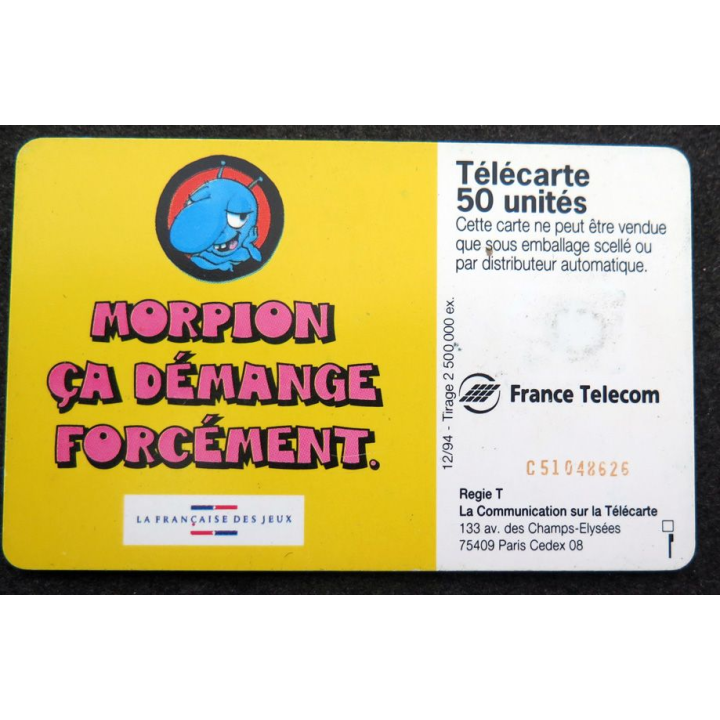 MORPION
ÇA DÉMANGE
FORCÉMENT.
LA FRANÇAISE DES JEUX
Télécarte
50 unités
Cette carte ne peut être vendue
que sous emballage scellé ou
par distributeur automatique.
12/94 - Tirage 2 500 000 ex.
France Telecom
C51048626
Regie T
La Communication sur la Télécarte
133 av. des Champs-Elysées
75409 Paris Cedex 08